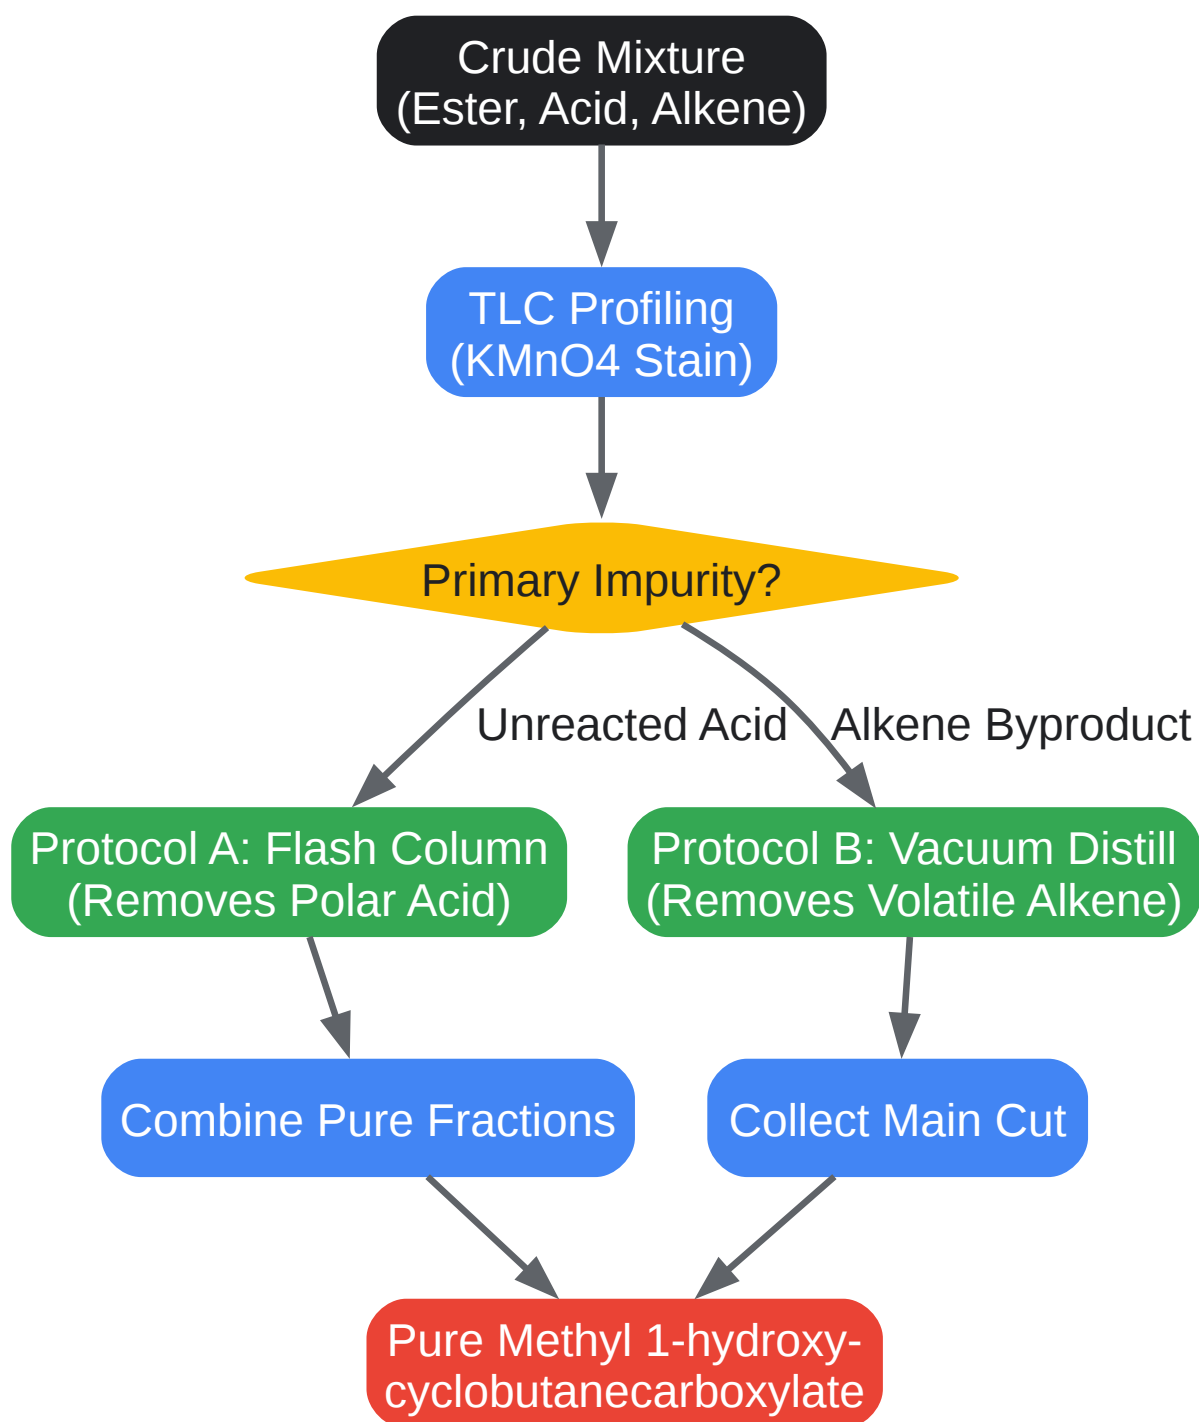 Crude Mixture
(Ester, Acid, Alkene)
TLC Profiling
(KMnO4 Stain)
Primary Impurity?
Unreacted Acid
Alkene Byproduct
Protocol A: Flash Column
(Removes Polar Acid)
Protocol B: Vacuum Distill
(Removes Volatile Alkene)
Combine Pure Fractions
Collect Main Cut
Pure Methyl 1-hydroxy-
cyclobutanecarboxylate